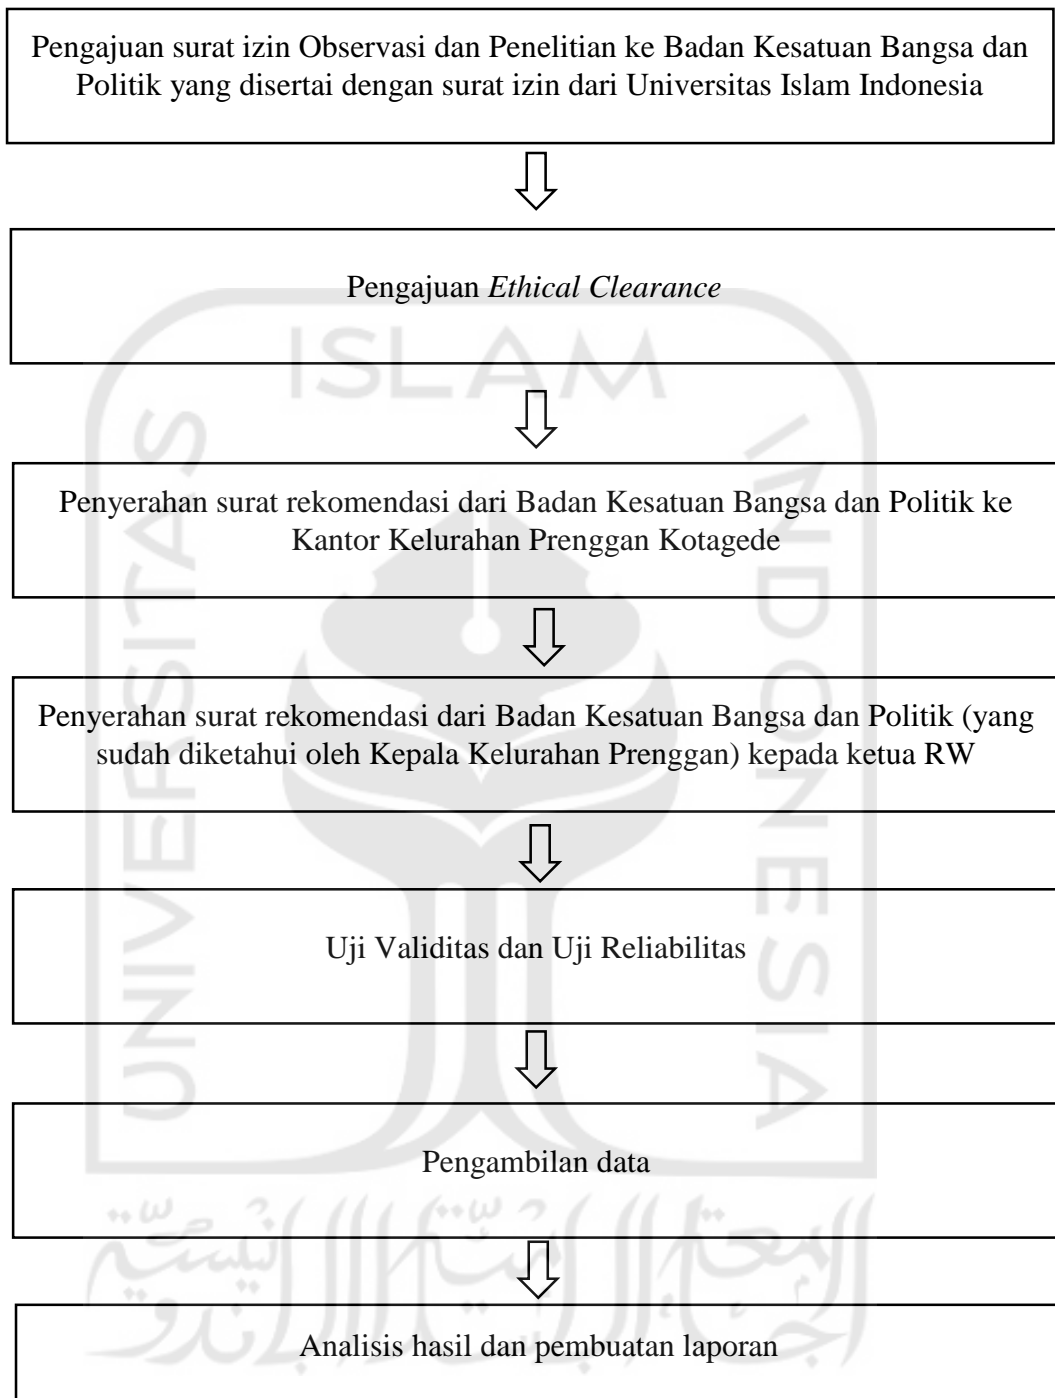 Pengajuan surat izin Observasi dan Penelitian ke Badan Kesatuan Bangsa dan
Politik yang disertai dengan surat izin dari Universitas Islam Indonesia
Pengajuan Ethical Clearance
ISLAM
UNIVERSITAS
INDONESIA
Penyerahan surat rekomendasi dari Badan Kesatuan Bangsa dan Politik ke
Kantor Kelurahan Prenggan Kotagede
Penyerahan surat rekomendasi dari Badan Kesatuan Bangsa dan Politik (yang
sudah diketahui oleh Kepala Kelurahan Prenggan) kepada ketua RW
Uji Validitas dan Uji Reliabilitas
Pengambilan data
Analisis hasil dan pembuatan laporan